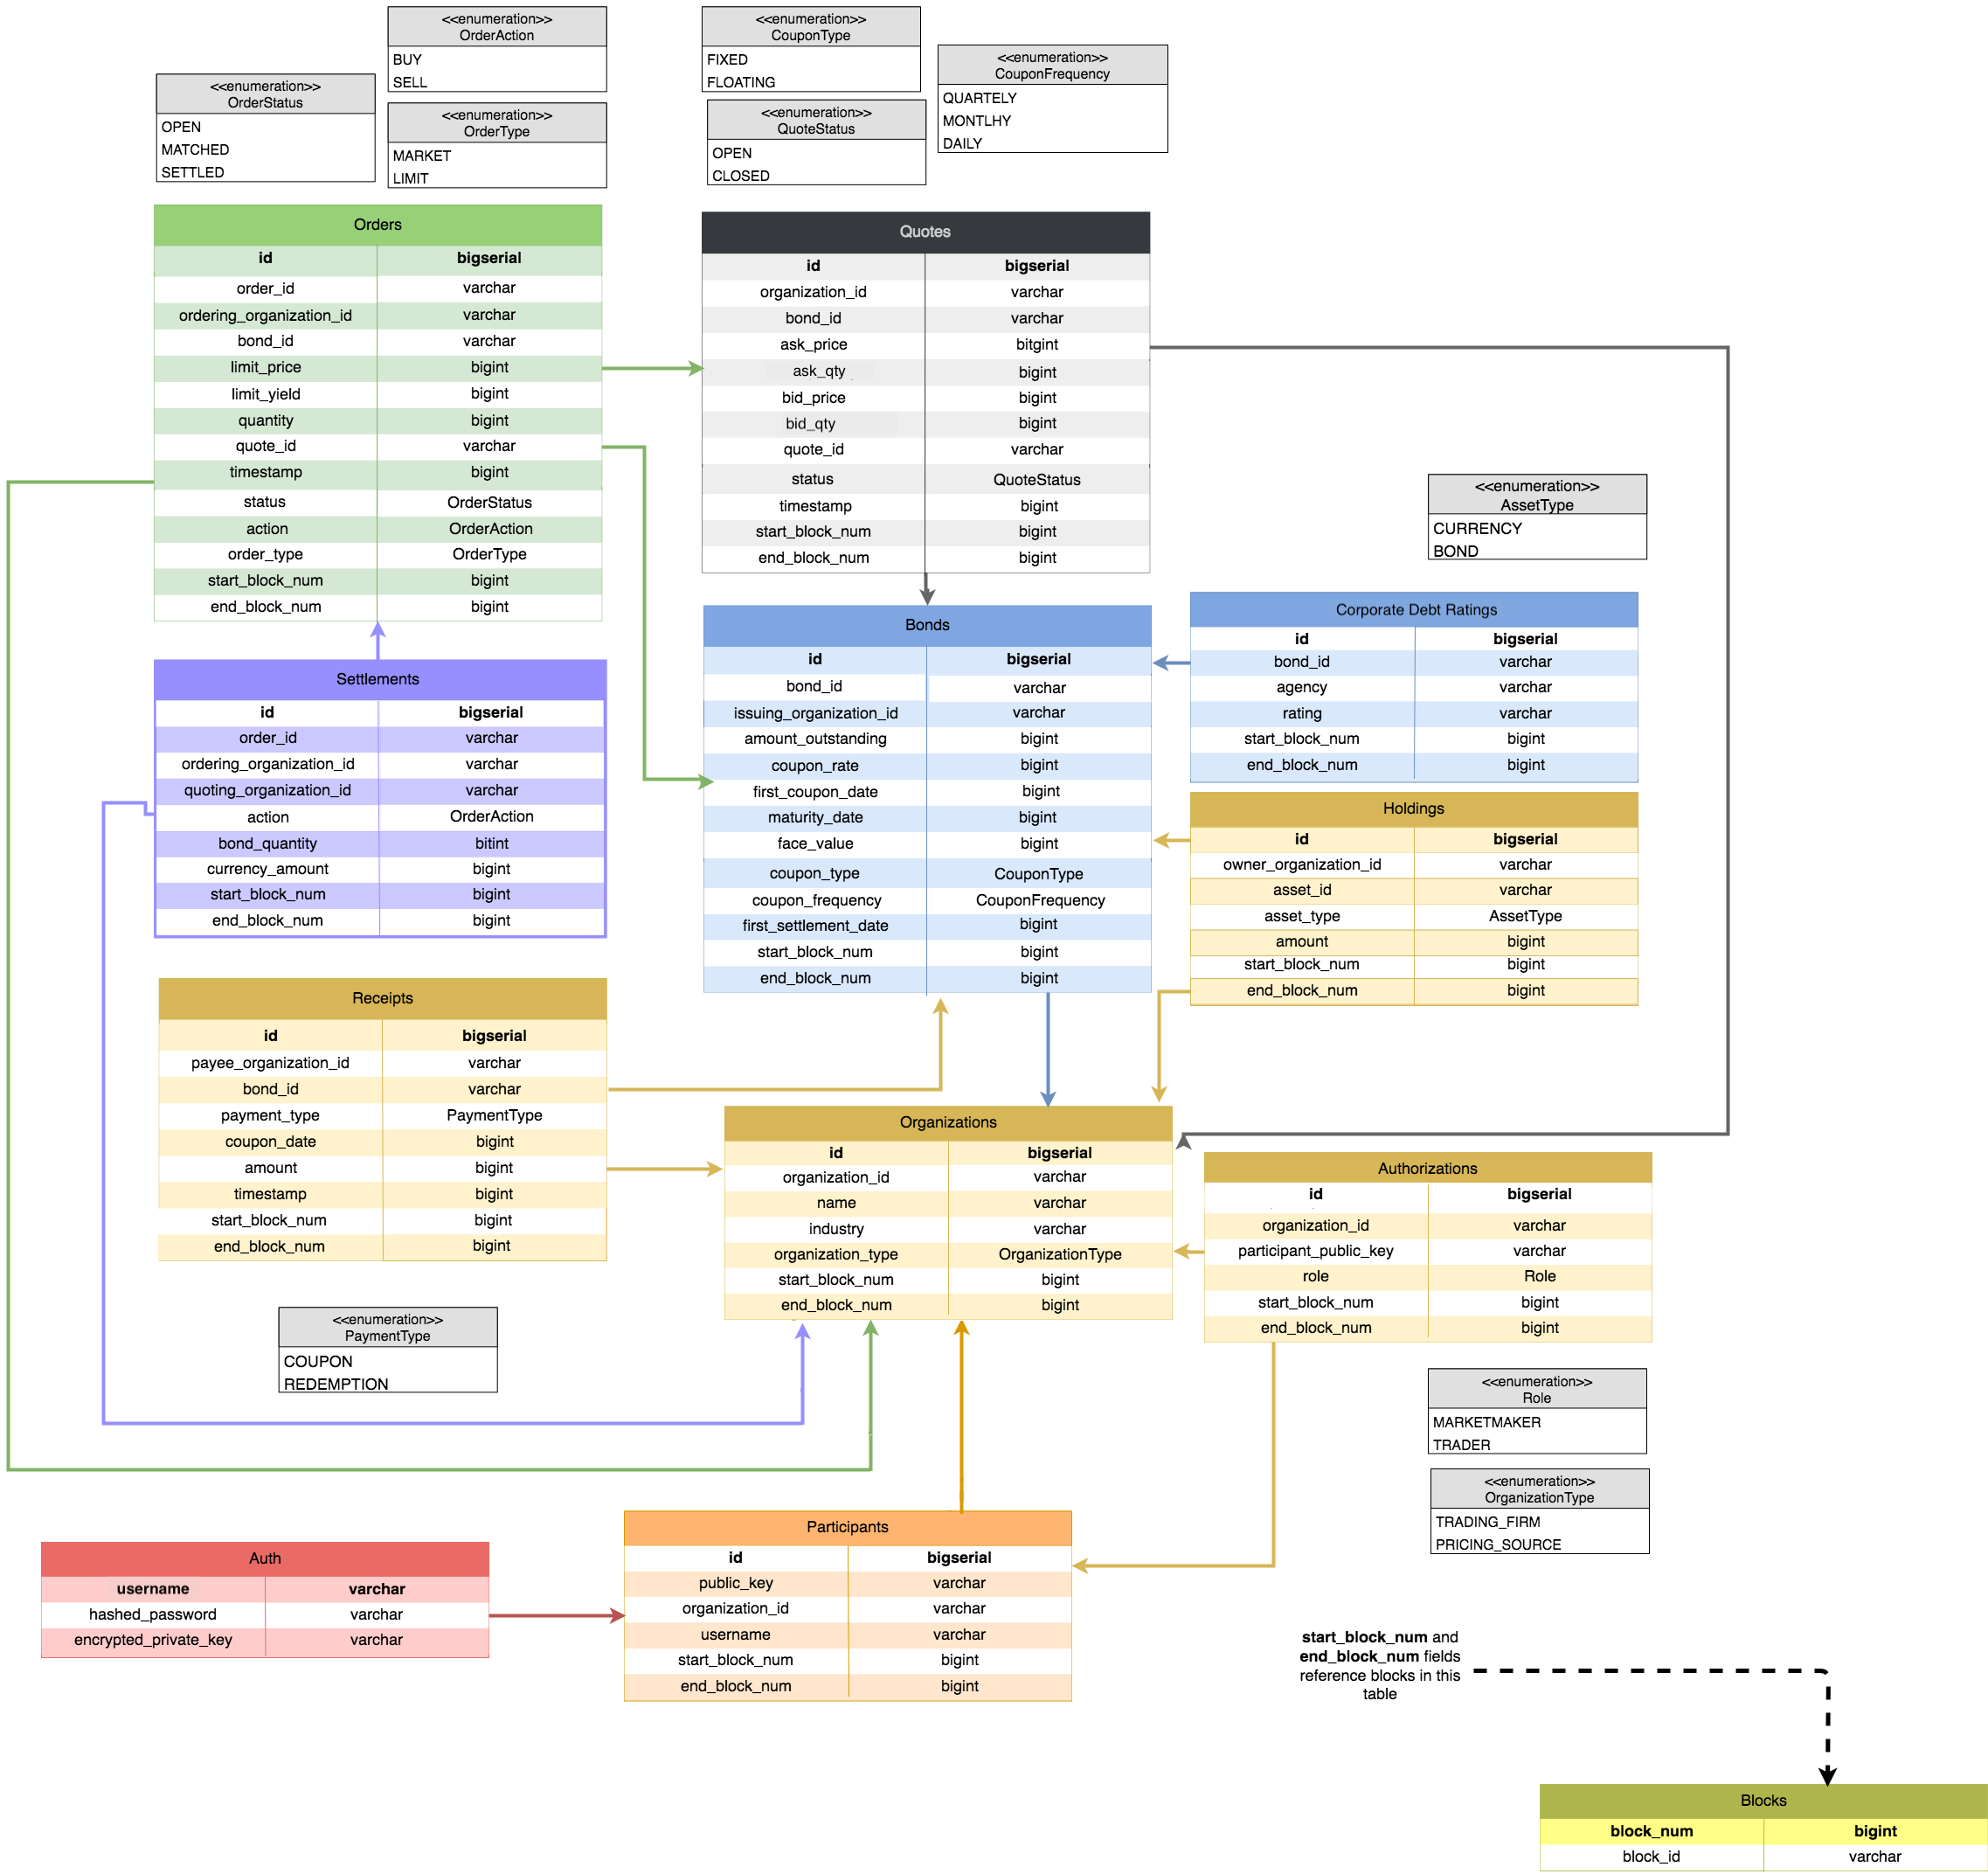 <<enumeration>>
OrderAction
BUY
SELL
<<enumeration>>
CouponType
FIXED
FLOATING
<<enumeration>>
CouponFrequency
QUARTELY
MONTLHY
DAILY
<<enumeration>>
OrderStatus
OPEN
MATCHED
SETTLED
<<enumeration>>
OrderType
MARKET
LIMIT
<<enumeration>>
QuoteStatus
OPEN
CLOSED
Orders
id bigserial
order_id varchar
ordering_organization_id varchar
bond_id varchar
limit_price bigint
limit_yield bigint
quantity bigint
quote_id varchar
timestamp bigint
status OrderStatus
action OrderAction
order_type OrderType
start_block_num bigint
end_block_num bigint
Quotes
id bigserial
organization_id varchar
bond_id varchar
ask_price bitgint
ask_qty bigint
bid_price bigint
bid_qty bigint
quote_id varchar
status QuoteStatus
timestamp bigint
start_block_num bigint
end_block_num bigint
<<enumeration>>
AssetType
CURRENCY
BOND
Settlements
id bigserial
order_id varchar
ordering_organization_id varchar
quoting_organization_id varchar
action OrderAction
bond_quantity bitint
currency_amount bigint
start_block_num bigint
end_block_num bigint
Bonds
id bigserial
bond_id varchar
issuing_organization_id varchar
amount_outstanding bigint
coupon_rate bigint
first_coupon_date bigint
maturity_date bigint
face_value bigint
coupon_type CouponType
coupon_frequency CouponFrequency
first_settlement_date bigint
start_block_num bigint
end_block_num bigint
Corporate Debt Ratings
id bigserial
bond_id varchar
agency varchar
rating varchar
start_block_num bigint
end_block_num bigint
Holdings
id bigserial
owner_organization_id varchar
asset_id varchar
asset_type AssetType
amount bigint
start_block_num bigint
end_block_num bigint
Receipts
id bigserial
payee_organization_id varchar
bond_id varchar
payment_type PaymentType
coupon_date bigint
amount bigint
timestamp bigint
start_block_num bigint
end_block_num bigint
Organizations
id bigserial
organization_id varchar
name varchar
industry varchar
organization_type OrganizationType
start_block_num bigint
end_block_num bigint
Authorizations
id bigserial
organization_id varchar
participant_public_key varchar
role Role
start_block_num bigint
end_block_num bigint
<<enumeration>>
PaymentType
COUPON
REDEMPTION
<<enumeration>>
Role
MARKETMAKER
TRADER
<<enumeration>>
OrganizationType
TRADING_FIRM
PRICING_SOURCE
Auth
username varchar
hashed_password varchar
encrypted_private_key varchar
Participants
id bigserial
public_key varchar
organization_id varchar
username varchar
start_block_num bigint
end_block_num bigint
start_block_num and
end_block_num fields
reference blocks in this
table
Blocks
block_num bigint
block_id varchar